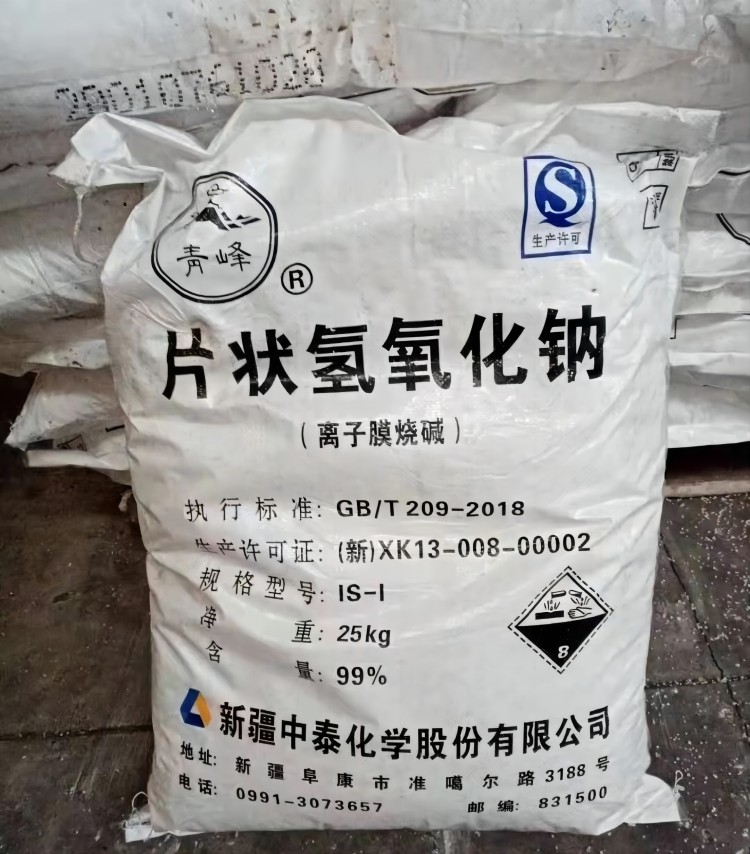 20010761020
青峰
®
S
生产许可
片状氢氧化钠
(离子膜烧碱)
执行标准: GB/T 209-2018
生产许可证: (新)XK13-008-00002
规格型号: IS-I
净重: 25kg
含量: 99%
8
新疆中泰化学股份有限公司
地址: 新疆阜康市准噶尔路3188号
电话: 0991-3073657 邮编: 831500